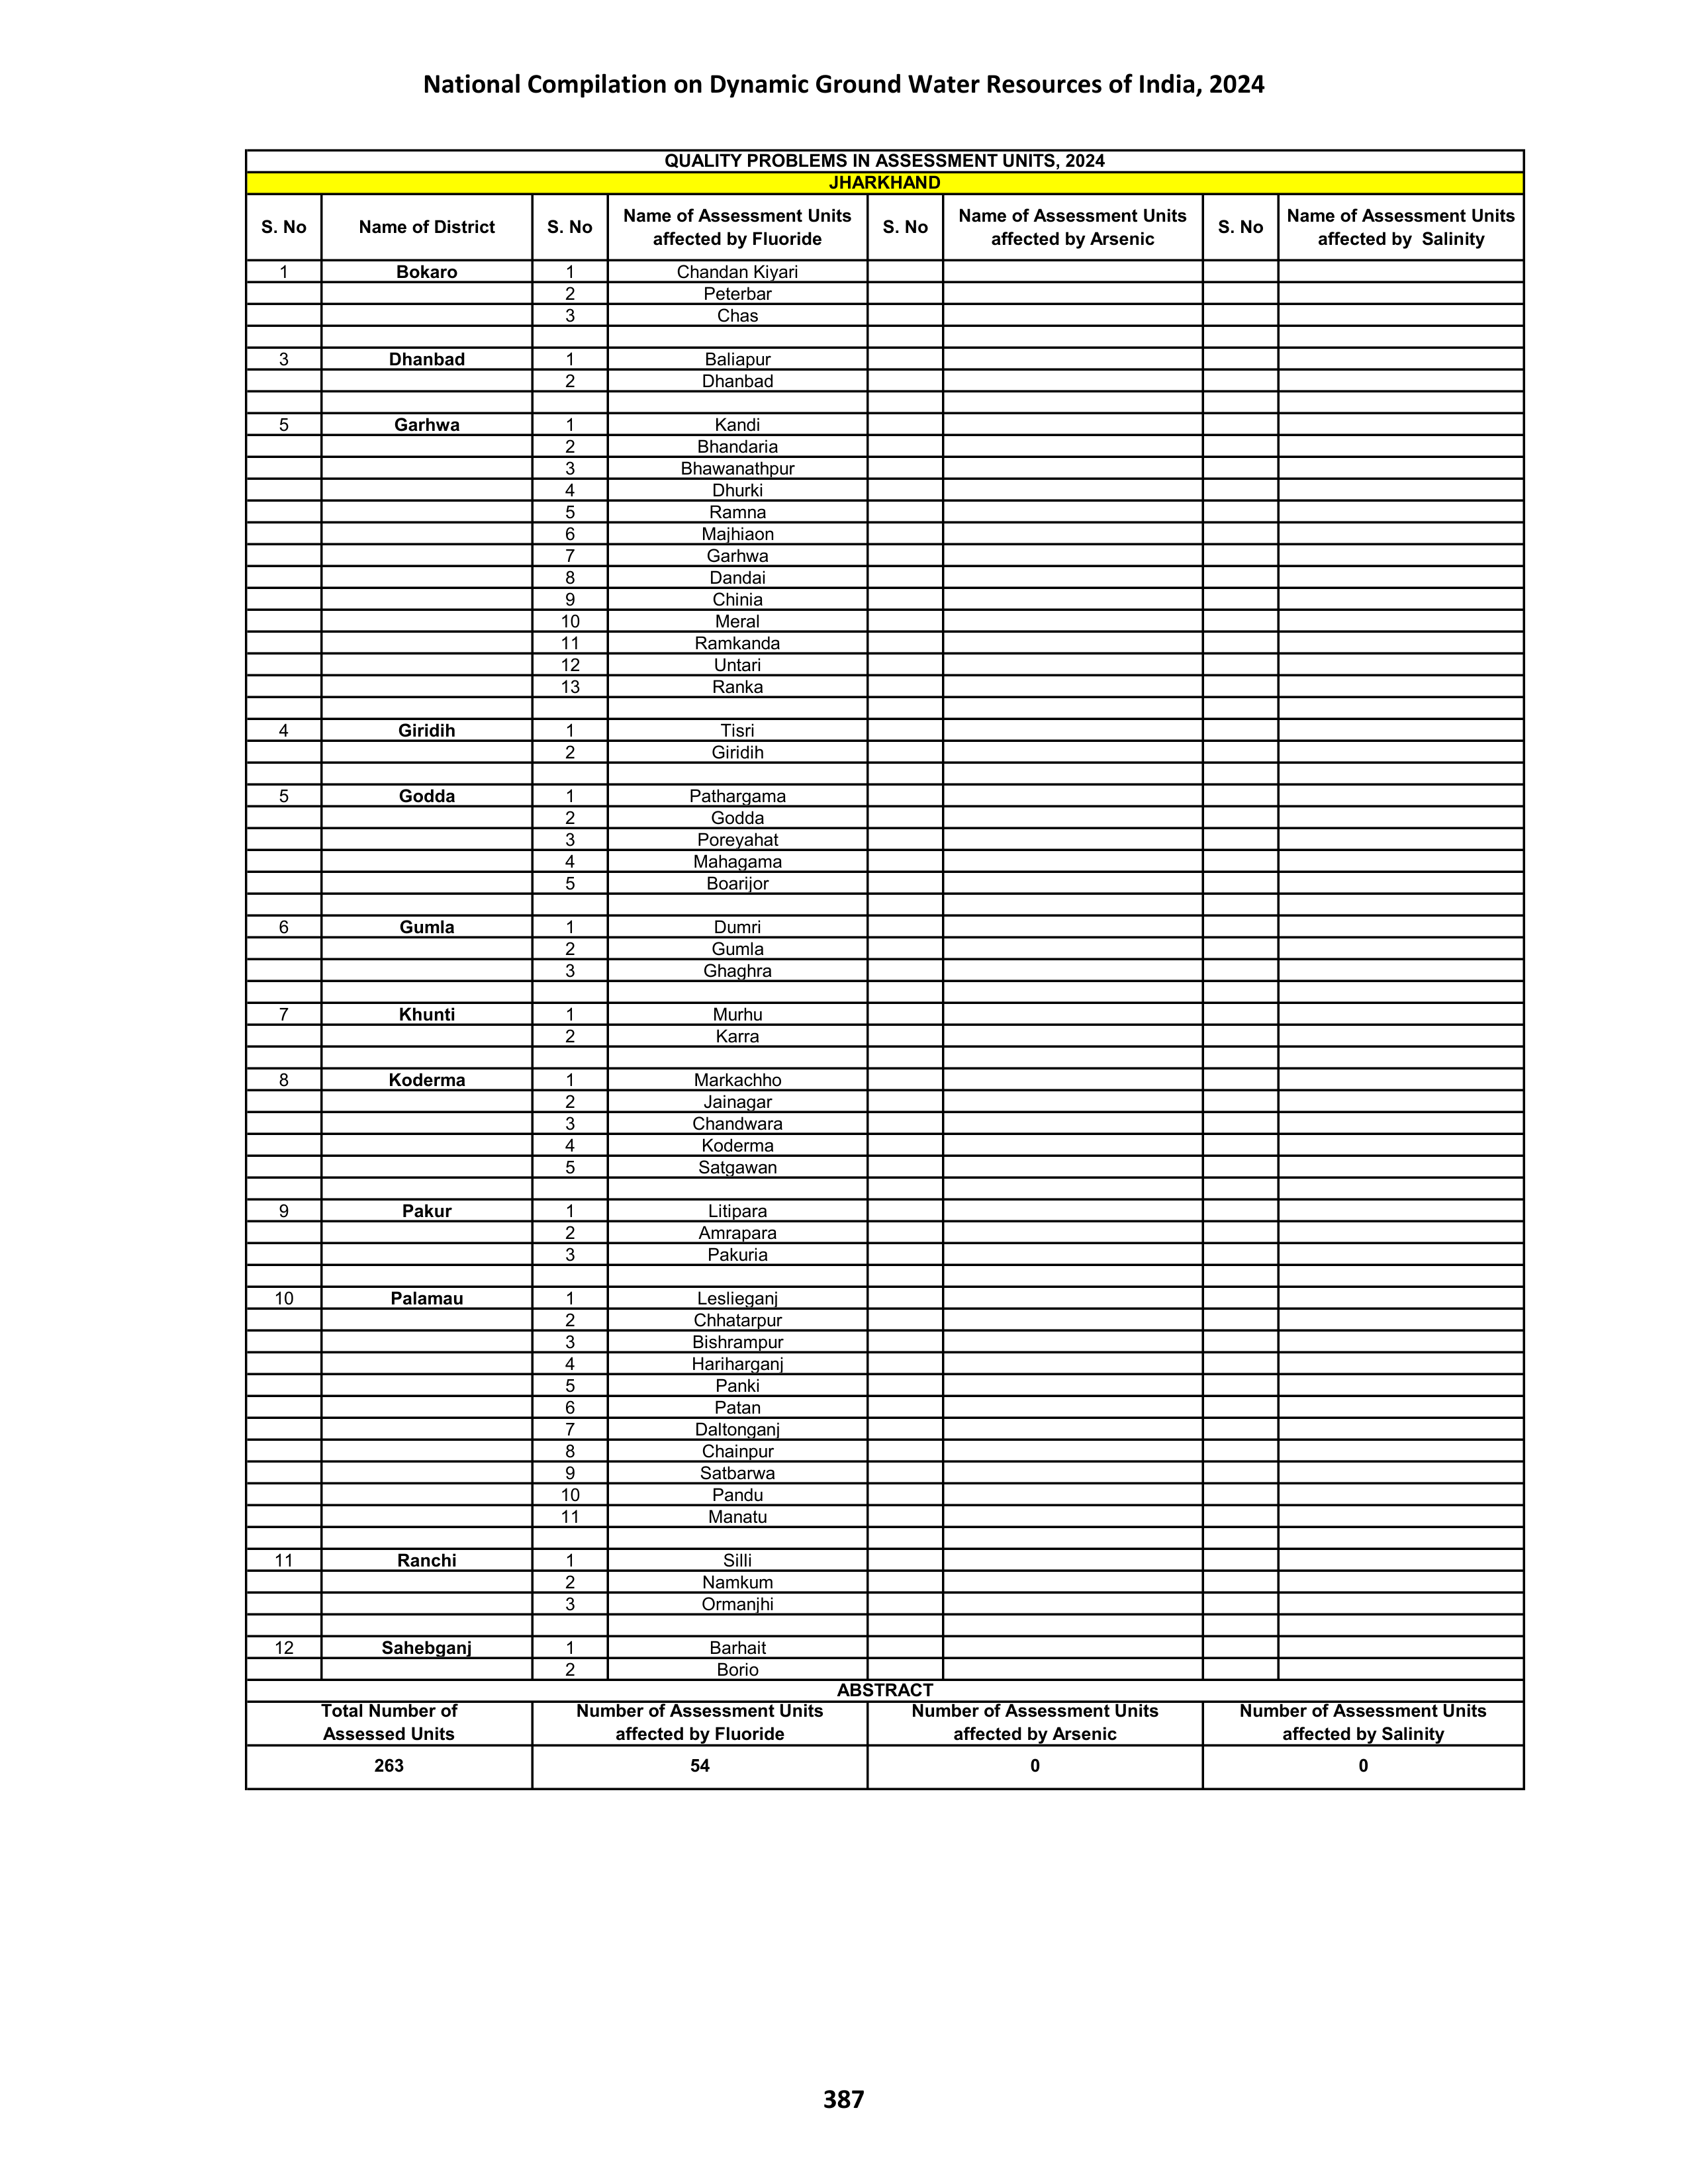 National Compilation on Dynamic Ground Water Resources of India, 2024
QUALITY PROBLEMS IN ASSESSMENT UNITS, 2024
JHARKHAND
S. No Name of District S. No Name of Assessment Units affected by Fluoride S. No Name of Assessment Units affected by Arsenic S. No Name of Assessment Units affected by Salinity
1 Bokaro 1 Chandan Kiyari
2 Peterbar
3 Chas
3 Dhanbad 1 Baliapur
2 Dhanbad
5 Garhwa 1 Kandi
2 Bhandaria
3 Bhawanathpur
4 Dhurki
5 Ramna
6 Majhiaon
7 Garhwa
8 Dandai
9 Chinia
10 Meral
11 Ramkanda
12 Untari
13 Ranka
4 Giridih 1 Tisri
2 Giridih
5 Godda 1 Pathargama
2 Godda
3 Poreyahat
4 Mahagama
5 Boarijor
6 Gumla 1 Dumri
2 Gumla
3 Ghaghra
7 Khunti 1 Murhu
2 Karra
8 Koderma 1 Markachho
2 Jainagar
3 Chandwara
4 Koderma
5 Satgawan
9 Pakur 1 Litipara
2 Amrapara
3 Pakuria
10 Palamau 1 Leslieganj
2 Chhatarpur
3 Bishrampur
4 Hariharganj
5 Panki
6 Patan
7 Daltonganj
8 Chainpur
9 Satbarwa
10 Pandu
11 Manatu
11 Ranchi 1 Silli
2 Namkum
3 Ormanjhi
12 Sahebganj 1 Barhait
2 Borio
ABSTRACT
Total Number of Assessed Units Number of Assessment Units affected by Fluoride Number of Assessment Units affected by Arsenic Number of Assessment Units affected by Salinity
263 54 0 0
387